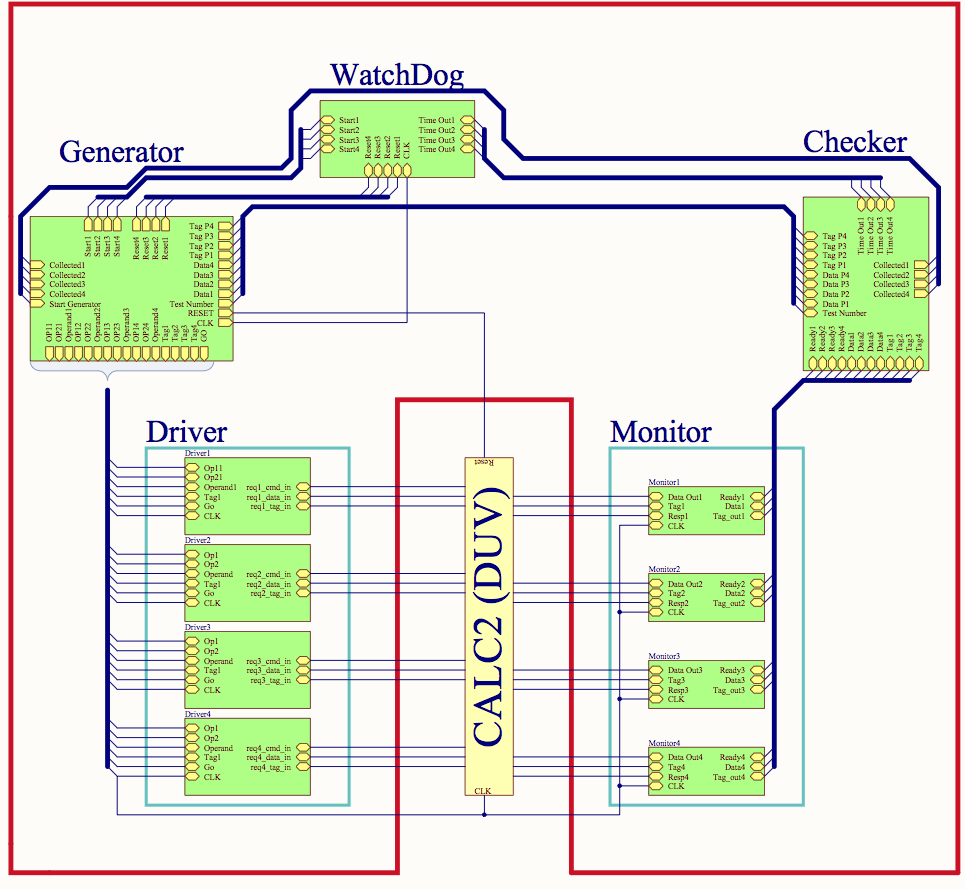 WatchDog
Start1
Start2
Start3
Start4
Time Out1
Time Out2
Time Out3
Time Out4
Reset4
Reset3
Reset2
Reset1
CLK
Generator
Start1
Start2
Start3
Start4
Reset4
Reset3
Reset2
Reset1
Tag P4
Tag P3
Tag P2
Tag P1
Data4
Data3
Data2
Data1
Test Number
RESET
CLK
Collected1
Collected2
Collected3
Collected4
Start Generator
OP11
OP21
Operand1
OP12
OP22
Operand2
OP13
OP23
Operand3
OP14
OP24
Operand4
Tag1
Tag2
Tag3
Tag4
GO
Checker
Time Out1
Time Out2
Time Out3
Time Out4
Tag P4
Tag P3
Tag P2
Tag P1
Data P4
Data P3
Data P2
Data P1
Test Number
Collected1
Collected2
Collected3
Collected4
Ready1
Ready2
Ready3
Ready4
Data1
Data2
Data3
Data4
Tag1
Tag2
Tag3
Tag4
Driver
Driver1
Op11
Op21
Operand1
Tag1
Go
CLK
req1_cmd_in
req1_data_in
req1_tag_in
Driver2
Op1
Op2
Operand
Tag1
Go
CLK
req2_cmd_in
req2_data_in
req2_tag_in
Driver3
Op1
Op2
Operand
Tag1
Go
CLK
req3_cmd_in
req3_data_in
req3_tag_in
Driver4
Op1
Op2
Operand
Tag1
Go
CLK
req4_cmd_in
req4_data_in
req4_tag_in
Reset
CALC2 (DUV)
CLK
Monitor
Monitor1
Data Out1
Tag1
Resp1
CLK
Ready1
Data1
Tag_out1
Monitor2
Data Out2
Tag2
Resp2
CLK
Ready2
Data2
Tag_out2
Monitor3
Data Out3
Tag3
Resp3
CLK
Ready3
Data3
Tag_out3
Monitor4
Data Out4
Tag4
Resp4
CLK
Ready4
Data4
Tag_out4